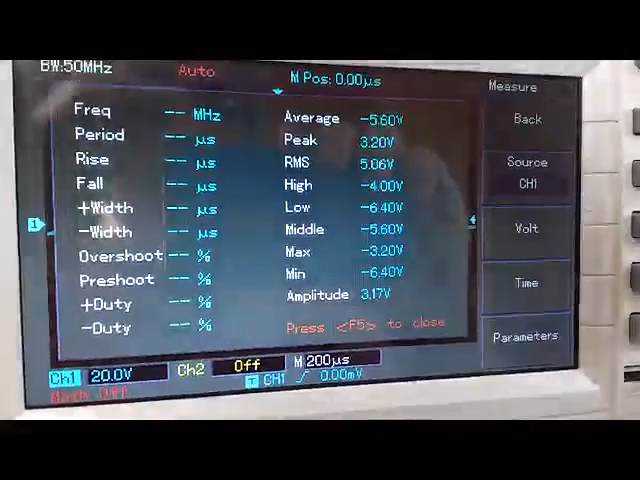 BW:50MHz
Auto
M Pos: 0.00µs
Measure
Freq -- MHz
Period -- µs
Rise -- µs
Fall -- µs
+Width -- µs
-Width -- µs
Overshoot -- %
Preshoot -- %
+Duty -- %
-Duty -- %
Average -5.60V
Peak 3.20V
RMS 5.06V
High -4.00V
Low -6.40V
Middle -5.60V
Max -3.20V
Min -6.40V
Amplitude 3.17V
Press <F5> to close
Back
Source
CH1
Volt
Time
Parameters
1
Ch1 20.0V
Ch2 Off
M 200µs
T CH1 0.00mV
Math Off